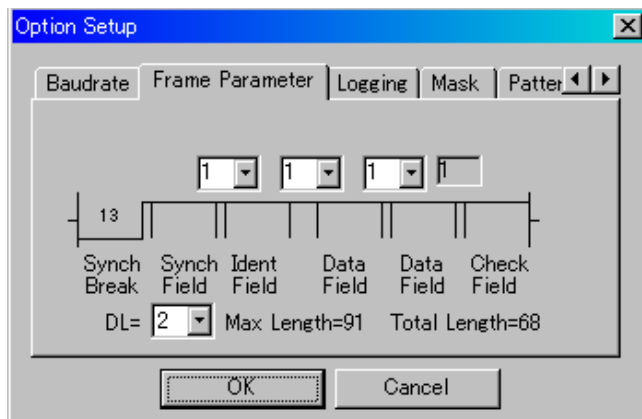 Option Setup
Baudrate Frame Parameter Logging Mask Patter
1 1 1 1
13
Synch Synch Ident Data Data Check
Break Field Field Field Field Field
DL= 2 Max Length=91 Total Length=68
OK Cancel